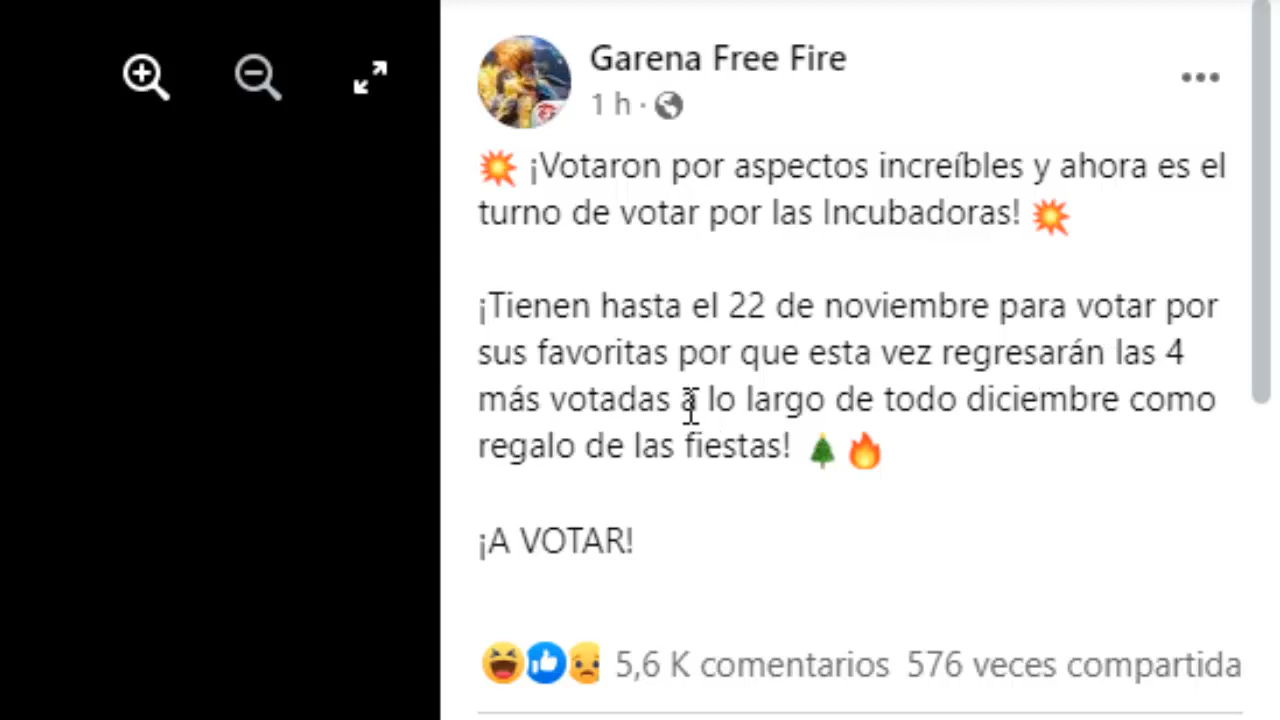 Garena Free Fire
1 h ·
💥 ¡Votaron por aspectos increíbles y ahora es el
turno de votar por las Incubadoras! 💥
¡Tienen hasta el 22 de noviembre para votar por
sus favoritas por que esta vez regresarán las 4
más votadas a lo largo de todo diciembre como
regalo de las fiestas! 🌲🔥
¡A VOTAR!
5,6 K comentarios 576 veces compartida